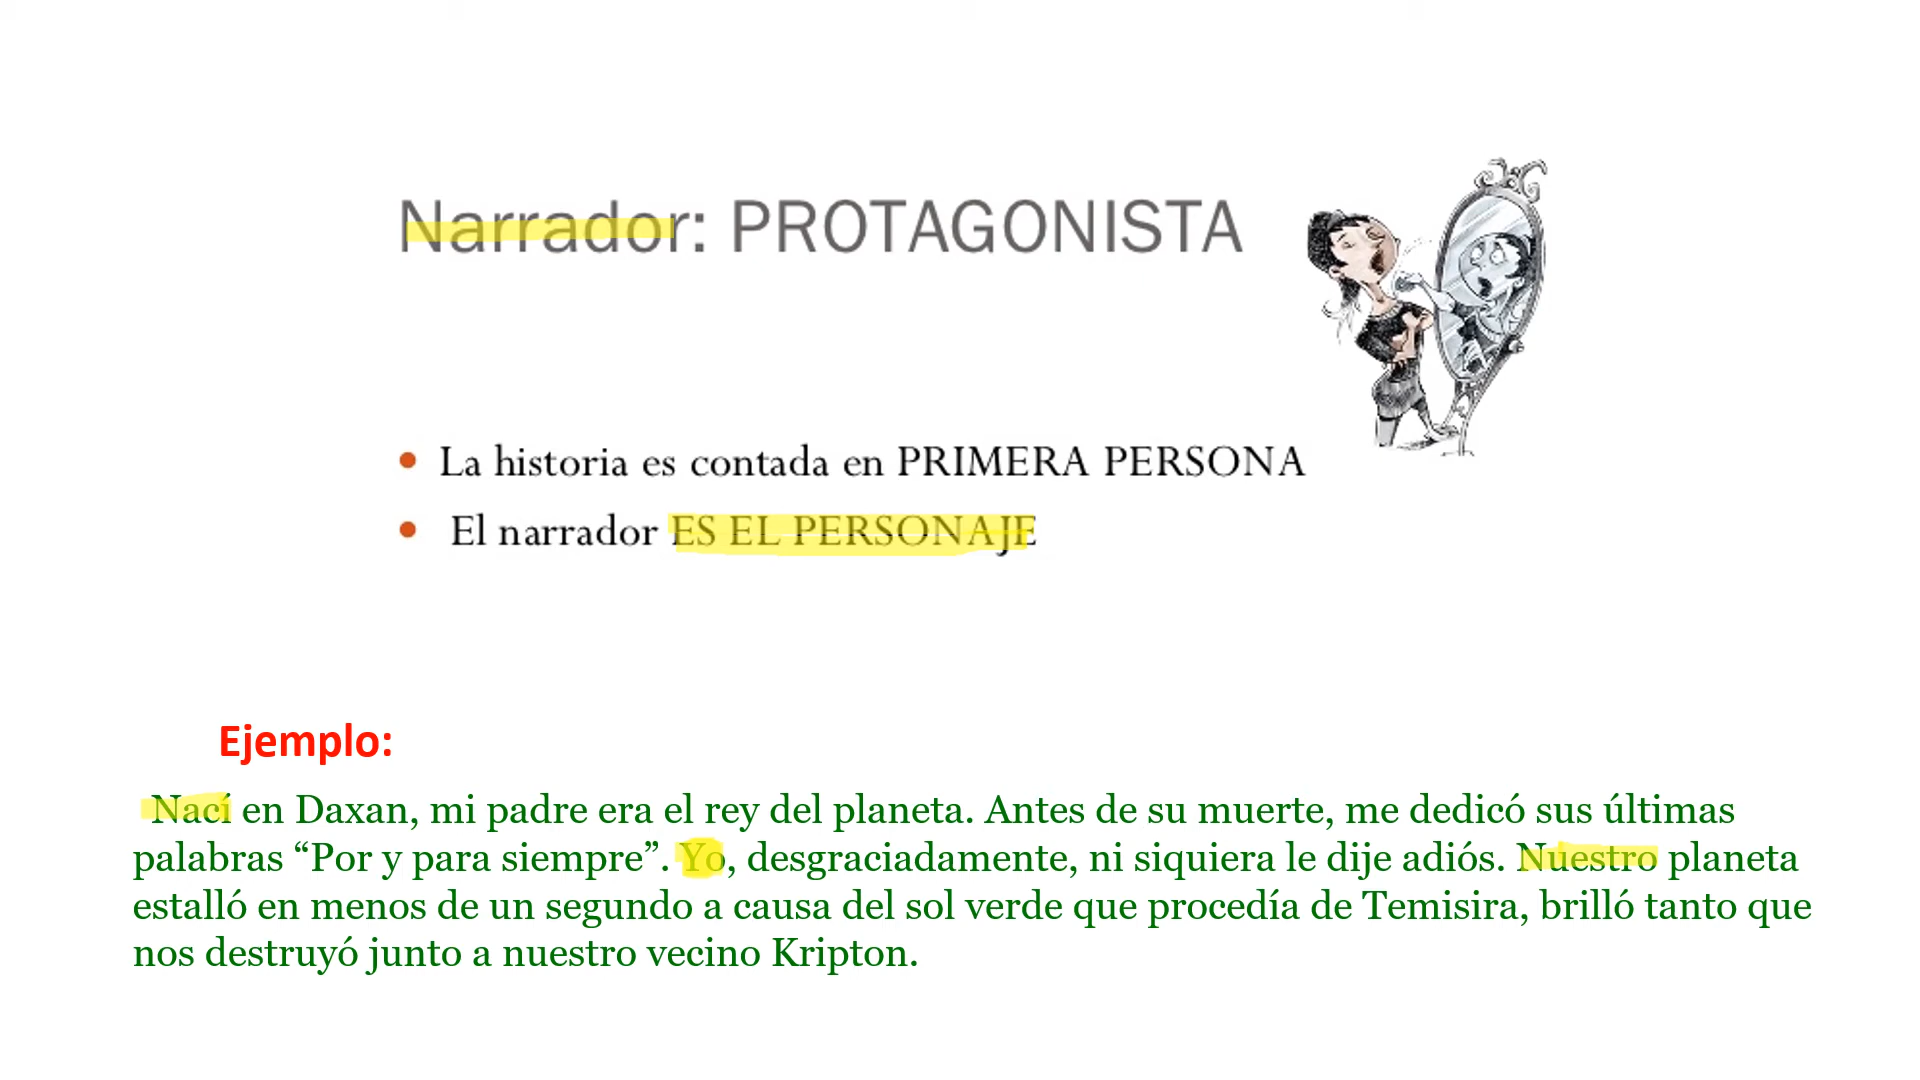 Narrador: PROTAGONISTA
• La historia es contada en PRIMERA PERSONA
• El narrador ES EL PERSONAJE
Ejemplo:
Nací en Daxan, mi padre era el rey del planeta. Antes de su muerte, me dedicó sus últimas
palabras “Por y para siempre”. Yo, desgraciadamente, ni siquiera le dije adiós. Nuestro planeta
estalló en menos de un segundo a causa del sol verde que procedía de Temisira, brilló tanto que
nos destruyó junto a nuestro vecino Kripton.